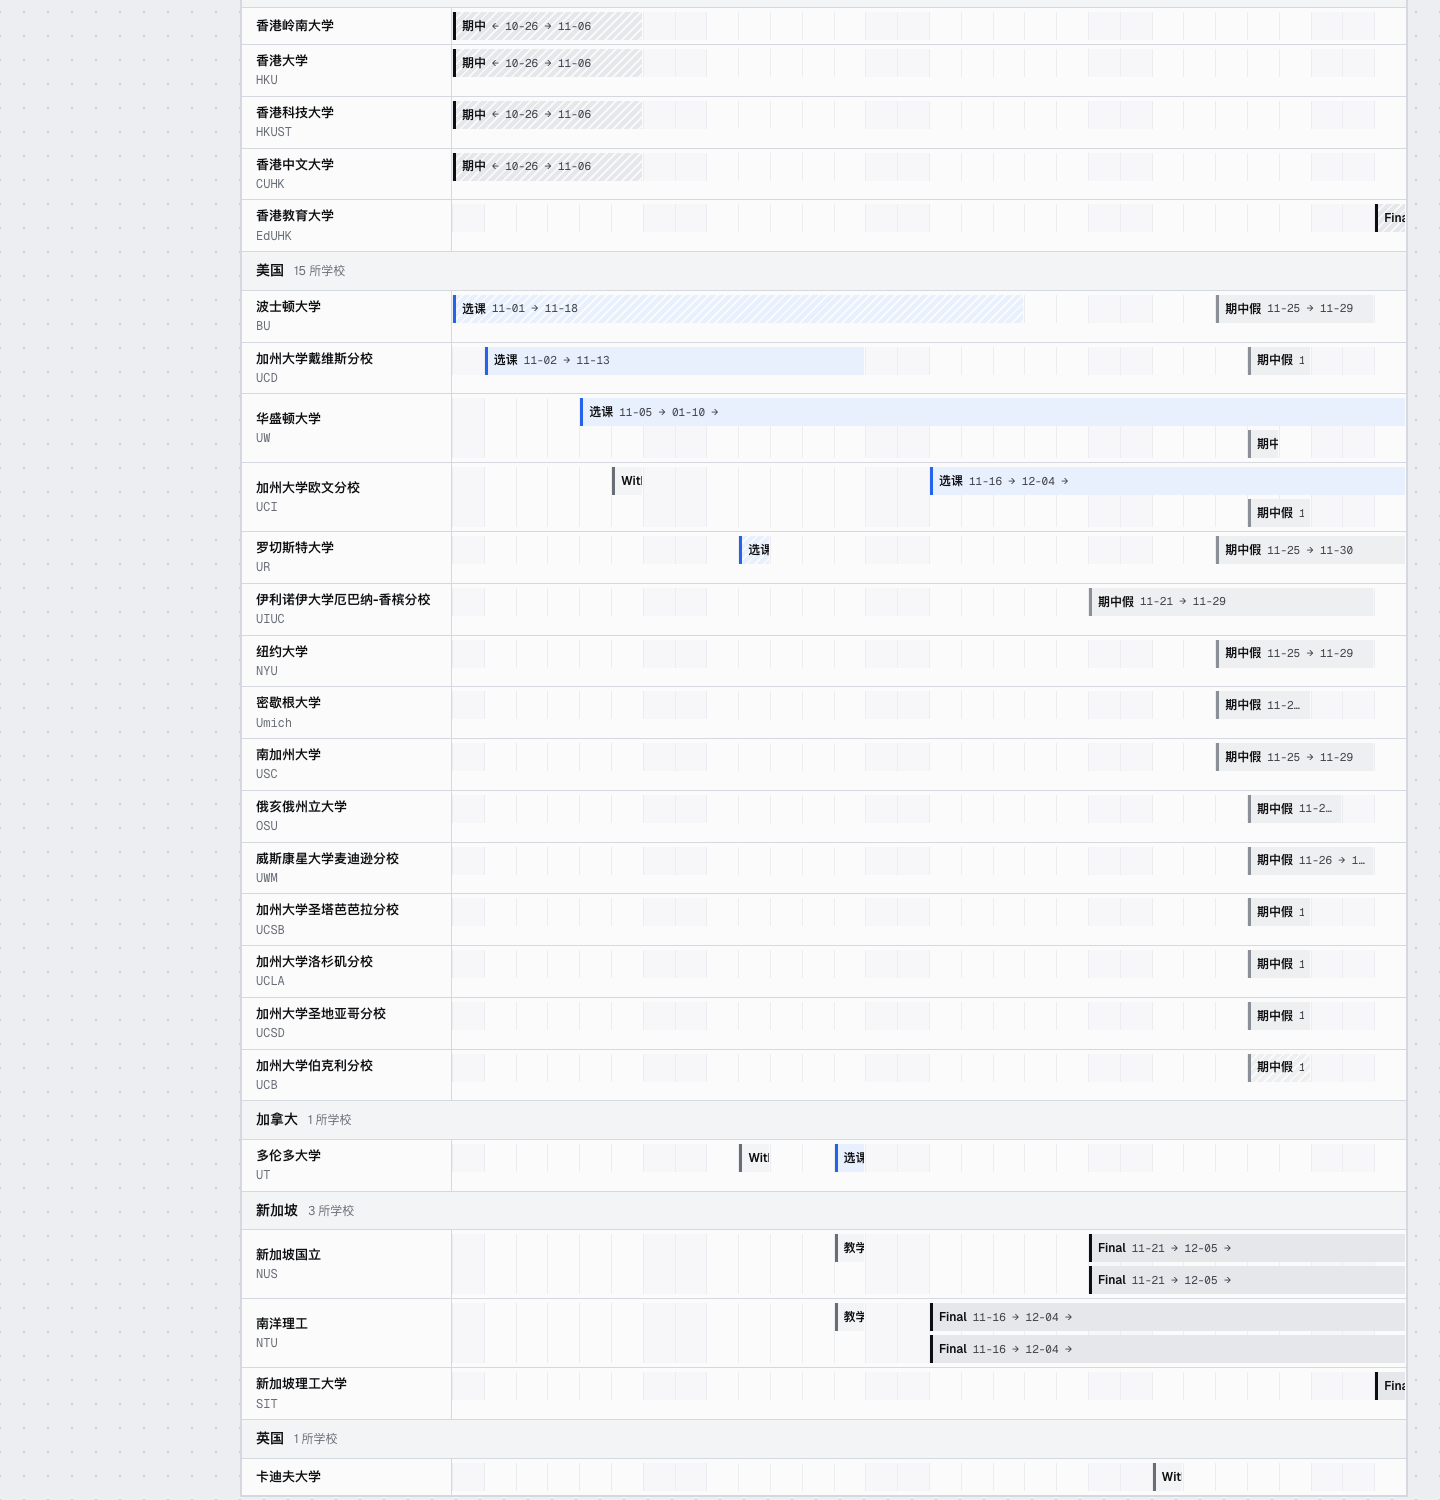 香港岭南大学
期中 ← 10-26 → 11-06
香港大学
HKU
期中 ← 10-26 → 11-06
香港科技大学
HKUST
期中 ← 10-26 → 11-06
香港中文大学
CUHK
期中 ← 10-26 → 11-06
香港教育大学
EdUHK
Fina
美国 15 所学校
波士顿大学
BU
选课 11-01 → 11-18
期中假 11-25 → 11-29
加州大学戴维斯分校
UCD
选课 11-02 → 11-13
期中假 1
华盛顿大学
UW
选课 11-05 → 01-10 →
期中
加州大学欧文分校
UCI
With
选课 11-16 → 12-04 →
期中假 1
罗切斯特大学
UR
选课
期中假 11-25 → 11-30
伊利诺伊大学厄巴纳-香槟分校
UIUC
期中假 11-21 → 11-29
纽约大学
NYU
期中假 11-25 → 11-29
密歇根大学
Umich
期中假 11-2…
南加州大学
USC
期中假 11-25 → 11-29
俄亥俄州立大学
OSU
期中假 11-2…
威斯康星大学麦迪逊分校
UWM
期中假 11-26 → 1…
加州大学圣塔芭芭拉分校
UCSB
期中假 1
加州大学洛杉矶分校
UCLA
期中假 1
加州大学圣地亚哥分校
UCSD
期中假 1
加州大学伯克利分校
UCB
期中假 1
加拿大 1 所学校
多伦多大学
UT
With
选课
新加坡 3 所学校
新加坡国立
NUS
教学
Final 11-21 → 12-05 →
Final 11-21 → 12-05 →
南洋理工
NTU
教学
Final 11-16 → 12-04 →
Final 11-16 → 12-04 →
新加坡理工大学
SIT
Fina
英国 1 所学校
卡迪夫大学
Wit